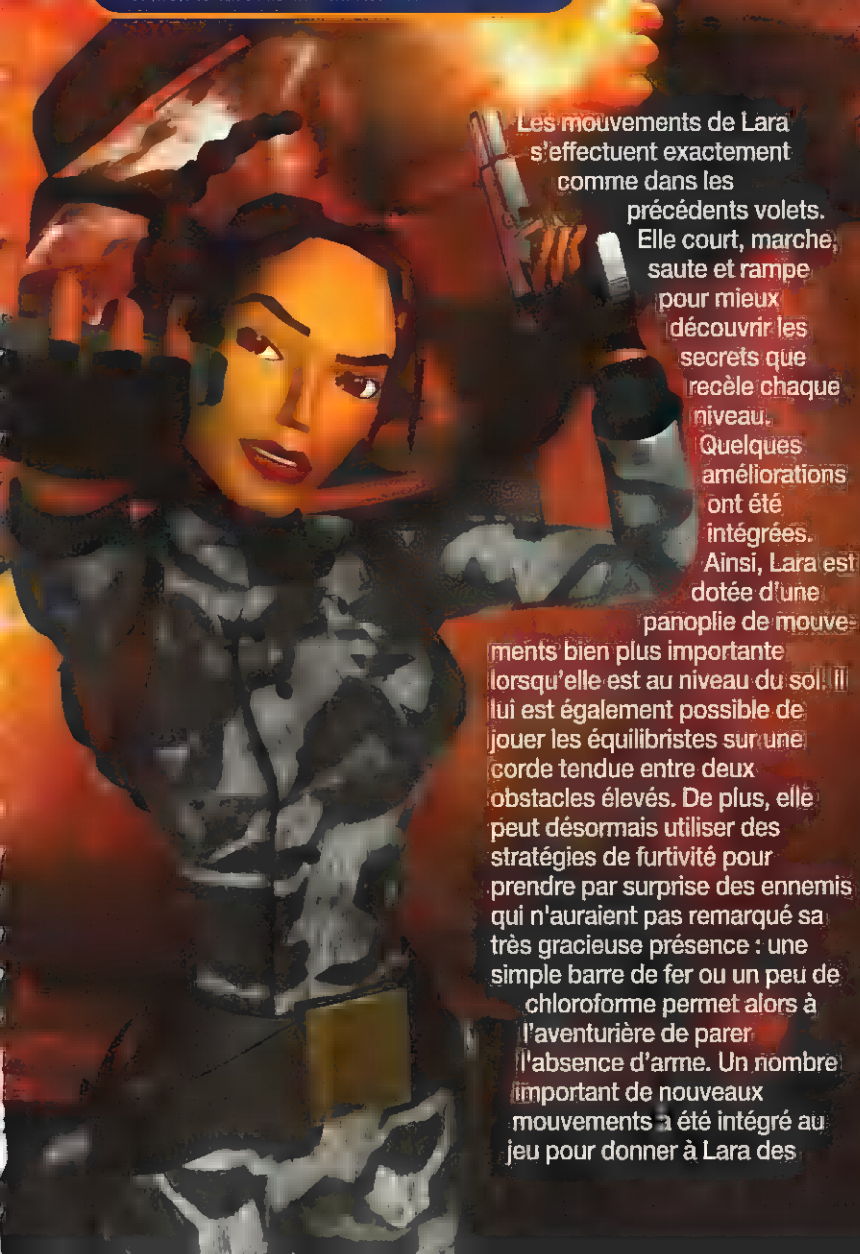 Les mouvements de Lara
s'effectuent exactement
comme dans les
précédents volets.
Elle court, marche,
saute et rampe
pour mieux
découvrir les
secrets que
recèle chaque
niveau.
Quelques
améliorations
ont été
intégrées.
Ainsi, Lara est
dotée d'une
panoplie de mouve-
ments bien plus importante
lorsqu'elle est au niveau du sol. Il
lui est également possible de
jouer les équilibristes sur une
corde tendue entre deux
obstacles élevés. De plus, elle
peut désormais utiliser des
stratégies de furtivité pour
prendre par surprise des ennemis
qui n'auraient pas remarqué sa
très gracieuse présence : une
simple barre de fer ou un peu de
chloroforme permet alors à
l'aventurière de parer
l'absence d'arme. Un nombre
important de nouveaux
mouvements a été intégré au
jeu pour donner à Lara des